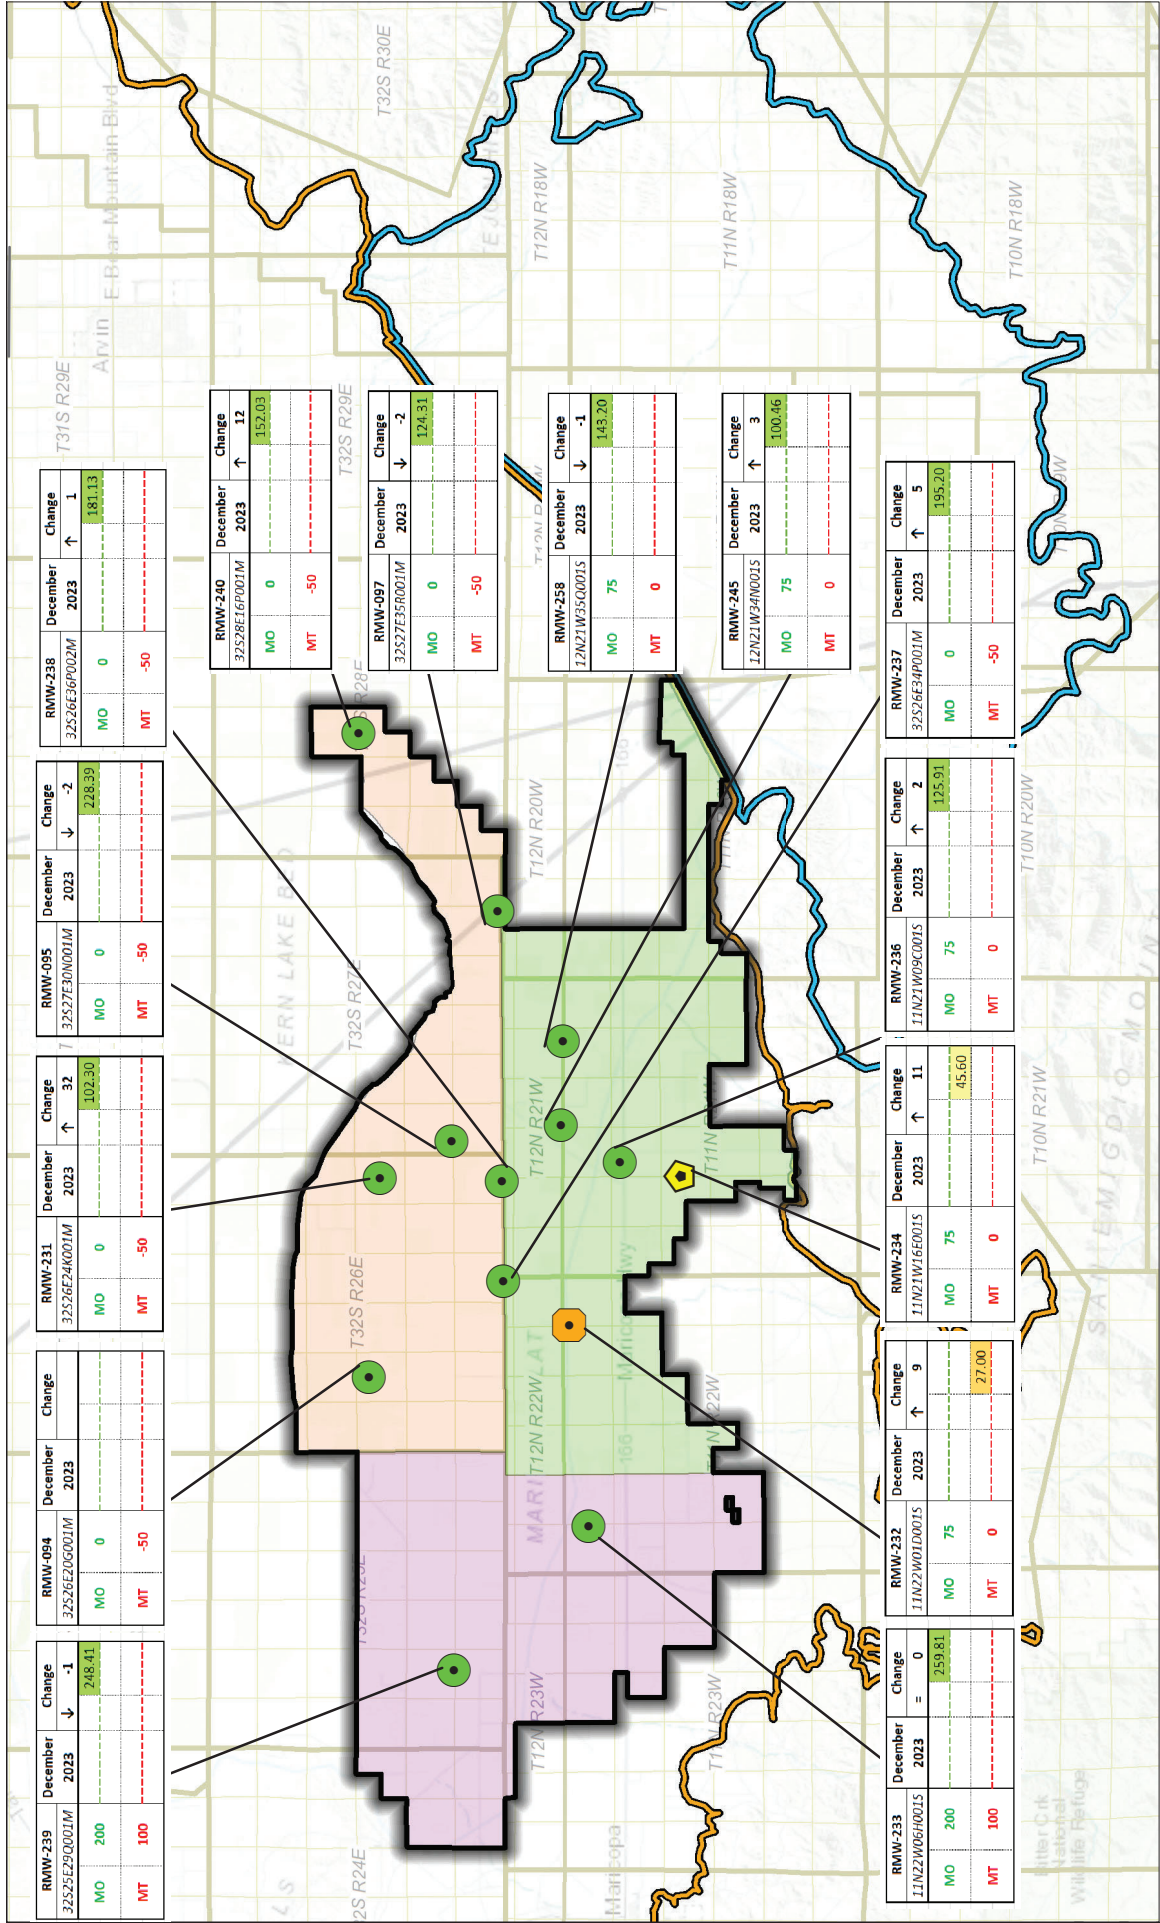 RMW-239 December Change
32S25E29Q001M 2023 ↓ -1
MO 200 248.41
MT 100
RMW-094 December Change
32S26E20G001M 2023
MO 0
MT -50
RMW-231 December Change
32S26E24K001M 2023 ↑ 32
MO 0 102.30
MT -50
RMW-095 December Change
32S27E30N001M 2023 ↓ -2
MO 0 228.39
MT -50
RMW-238 December Change
32S26E36P002M 2023 ↑ 1
MO 0 181.13
MT -50
RMW-240 December Change
32S28E16P001M 2023 ↑ 12
MO 0 152.03
MT -50
RMW-097 December Change
32S27E35R001M 2023 ↓ -2
MO 0 124.31
MT -50
RMW-258 December Change
12N21W35Q001S 2023 ↓ -1
MO 75 143.20
MT 0
RMW-245 December Change
12N21W34N001S 2023 ↑ 3
MO 75 100.46
MT 0
RMW-233 December Change
11N22W06H001S 2023 = 0
MO 200 259.81
MT 100
RMW-232 December Change
11N22W01D001S 2023 ↑ 9
MO 75
MT 0 27.00
RMW-234 December Change
11N21W16E001S 2023 ↑ 11
MO 75 45.60
MT 0
RMW-236 December Change
11N21W09C001S 2023 ↑ 2
MO 75 125.91
MT 0
RMW-237 December Change
32S26E34P001M 2023 ↑ 5
MO 0 195.20
MT -50
T31S R29E
Arvin
E Bear Mountain Blvd
T32S R30E
T32S R29E
KERN LAKE BED
T32S R27E
T32S R26E
T12N R23W
T12N R22W
T12N R21W
T12N R20W
T12N R18W
T11N R23W
T11N R18W
T10N R21W
T10N R20W
T10N R18W
Maricopa
166
Bitter Crk
National
Wildlife Refuge